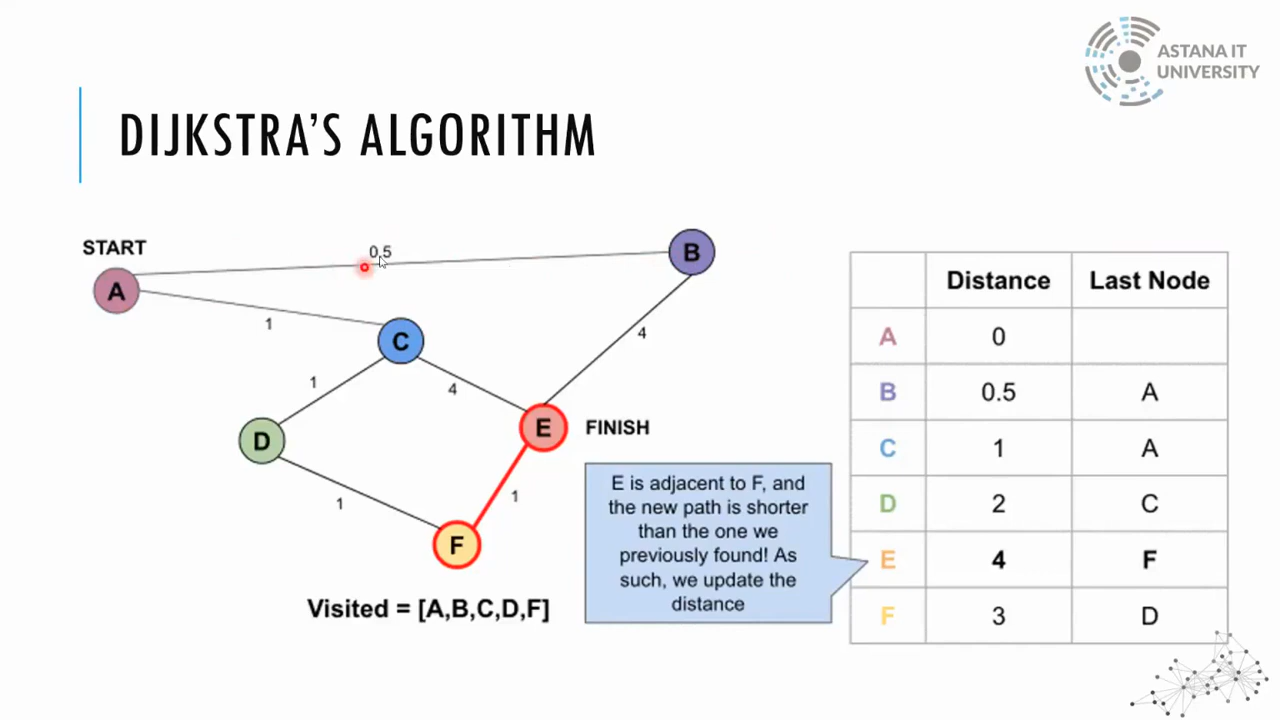 ASTANA IT
UNIVERSITY
DIJKSTRA'S ALGORITHM
START
0.5
B
A
1
C
4
1
4
D
E
FINISH
1
1
F
Visited = [A,B,C,D,F]
E is adjacent to F, and
the new path is shorter
than the one we
previously found! As
such, we update the
distance
Distance Last Node
A 0
B 0.5 A
C 1 A
D 2 C
E 4 F
F 3 D